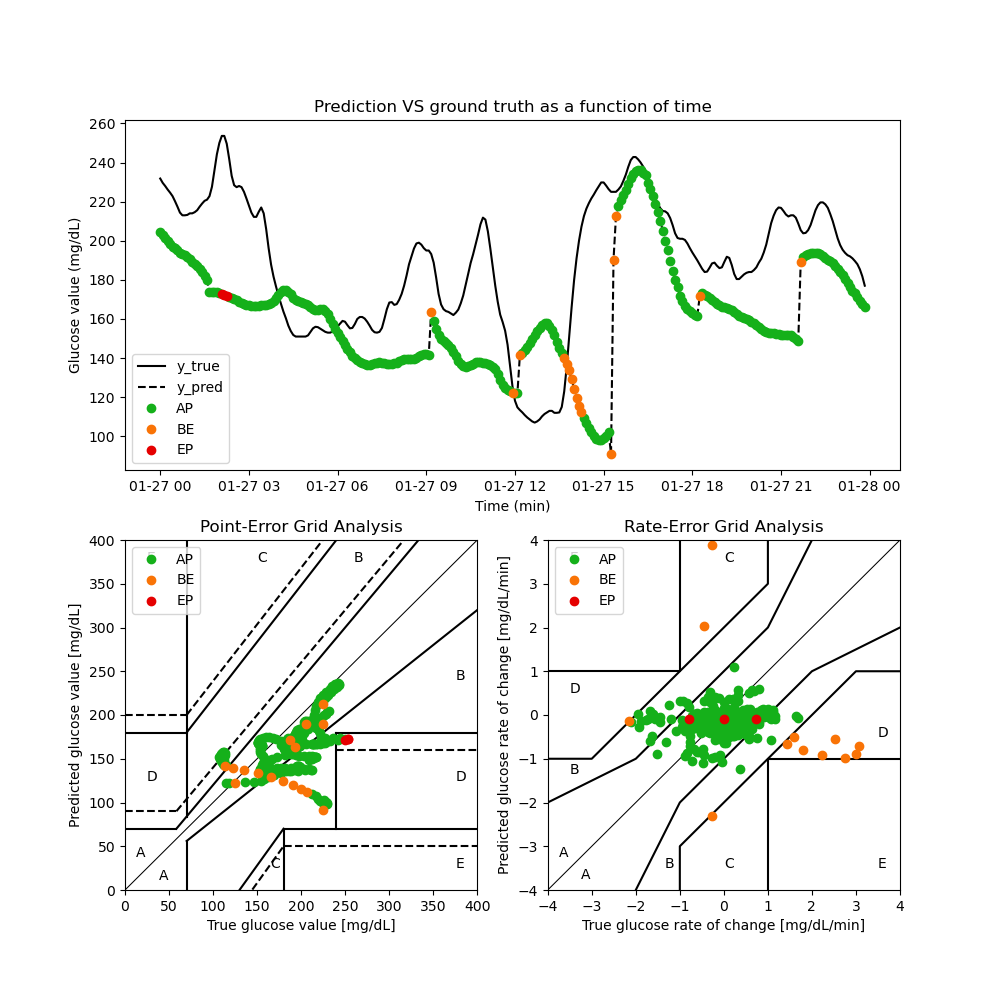 Prediction VS ground truth as a function of time
Glucose value (mg/dL)
260
240
220
200
180
160
140
120
100
y_true
y_pred
AP
BE
EP
01-27 00 01-27 03 01-27 06 01-27 09 01-27 12 01-27 15 01-27 18 01-27 21 01-28 00
Time (min)
Point-Error Grid Analysis
Predicted glucose value [mg/dL]
400
350
300
250
200
150
100
50
0
AP
BE
EP
C B
B
D D
A
A
C E
0 50 100 150 200 250 300 350 400
True glucose value [mg/dL]
Rate-Error Grid Analysis
Predicted glucose rate of change [mg/dL/min]
4
3
2
1
0
−1
−2
−3
−4
AP
BE
EP
C
D
D
B
A
A
B C E
−4 −3 −2 −1 0 1 2 3 4
True glucose rate of change [mg/dL/min]